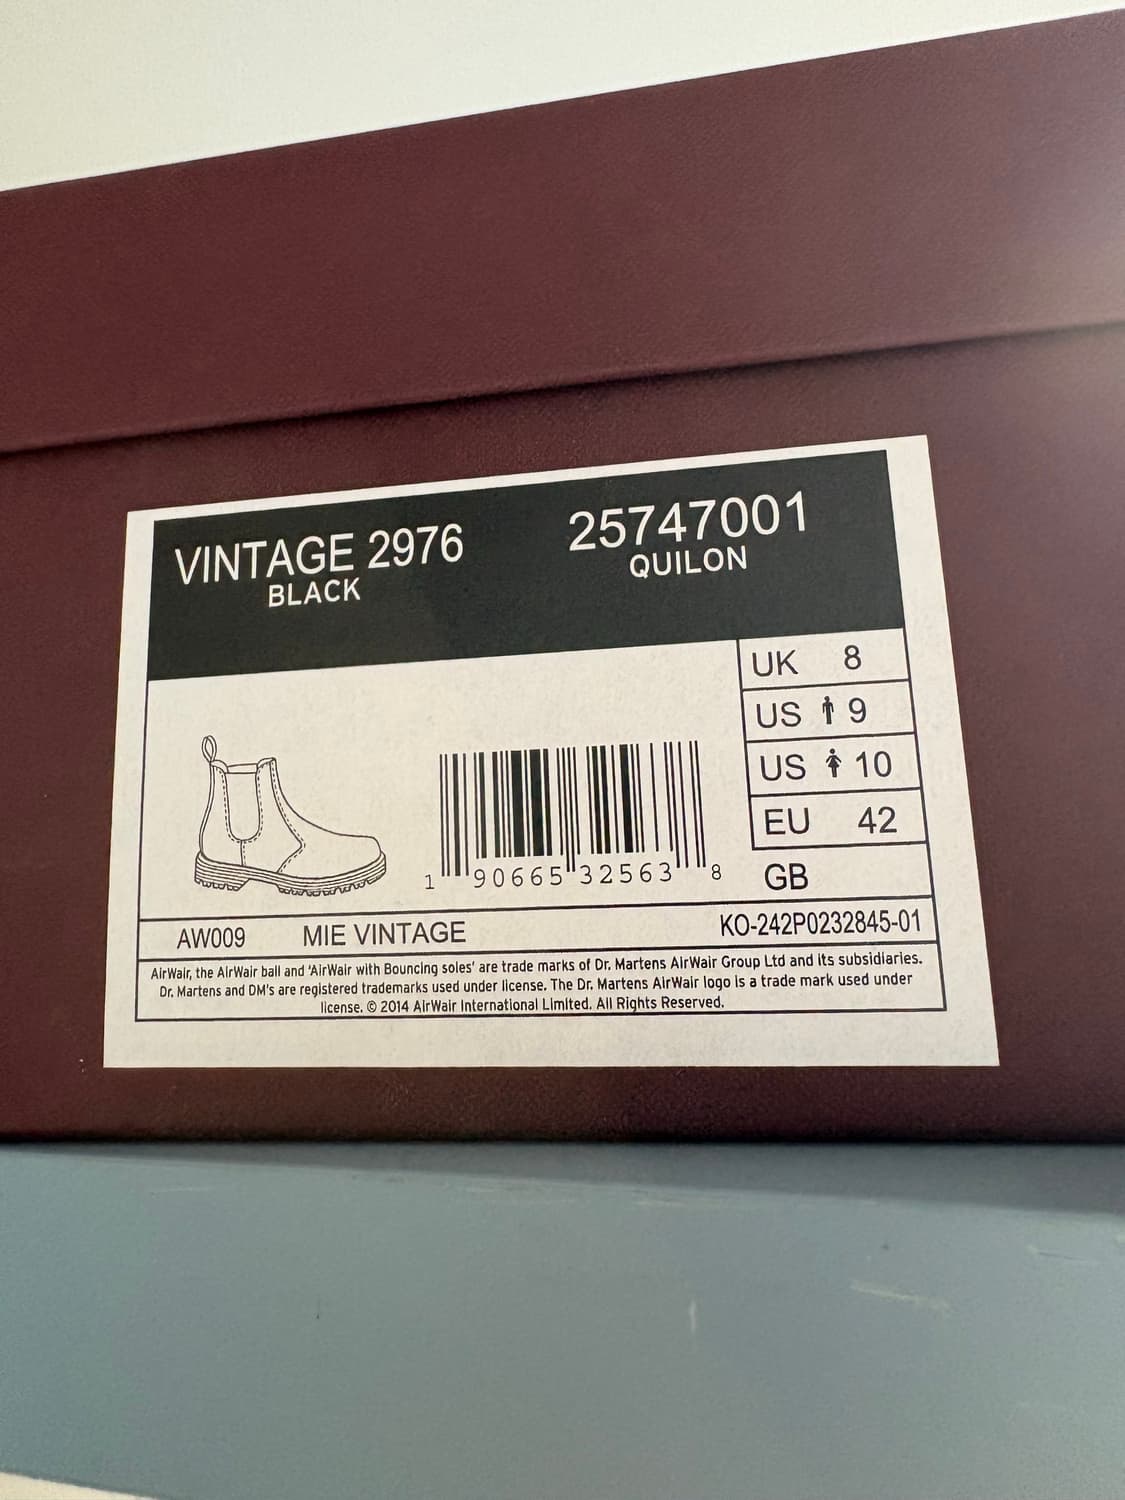 VINTAGE 2976
BLACK
25747001
QUILON
UK 8
US 9
US 10
EU 42
GB
1 90665 32563 8
AW009 MIE VINTAGE KO-242P0232845-01
AirWair, the AirWair ball and 'AirWair with Bouncing soles' are trade marks of Dr. Martens AirWair Group Ltd and its subsidiaries.
Dr. Martens and DM's are registered trademarks used under license. The Dr. Martens AirWair logo is a trade mark used under
license. © 2014 AirWair International Limited. All Rights Reserved.